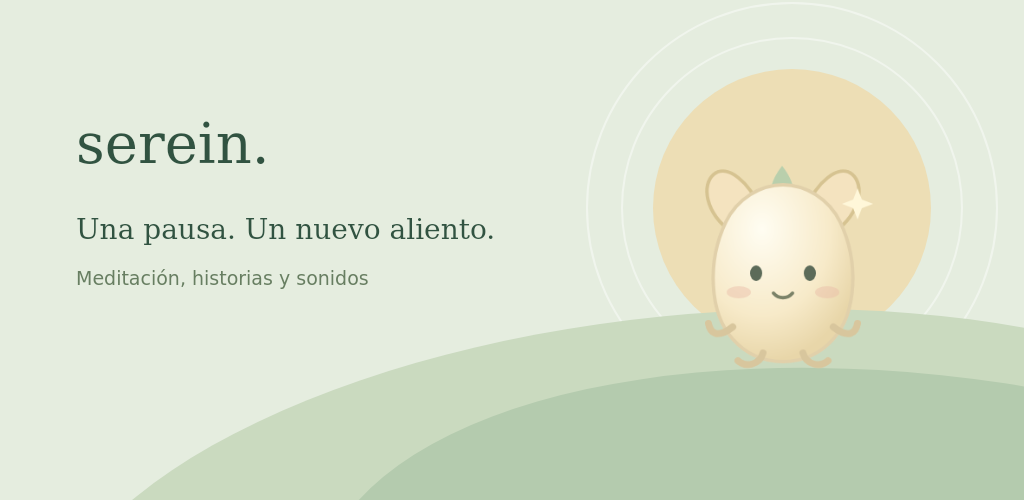 serein.
Una pausa. Un nuevo aliento.
Meditación, historias y sonidos